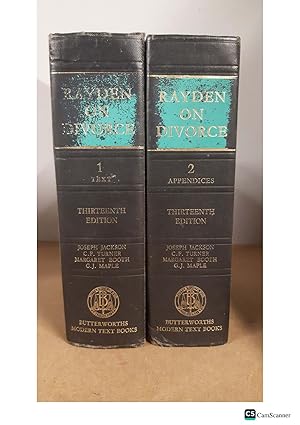 RAYDEN
ON
DIVORCE
1
TEXT
THIRTEENTH
EDITION
JOSEPH JACKSON
C.F. TURNER
MARGARET BOOTH
G.J. MAPLE
BUTTERWORTHS
MODERN TEXT BOOKS
RAYDEN
ON
DIVORCE
2
APPENDICES
THIRTEENTH
EDITION
JOSEPH JACKSON
C.F. TURNER
MARGARET BOOTH
G.J. MAPLE
BUTTERWORTHS
MODERN TEXT BOOKS
CS CamScanner